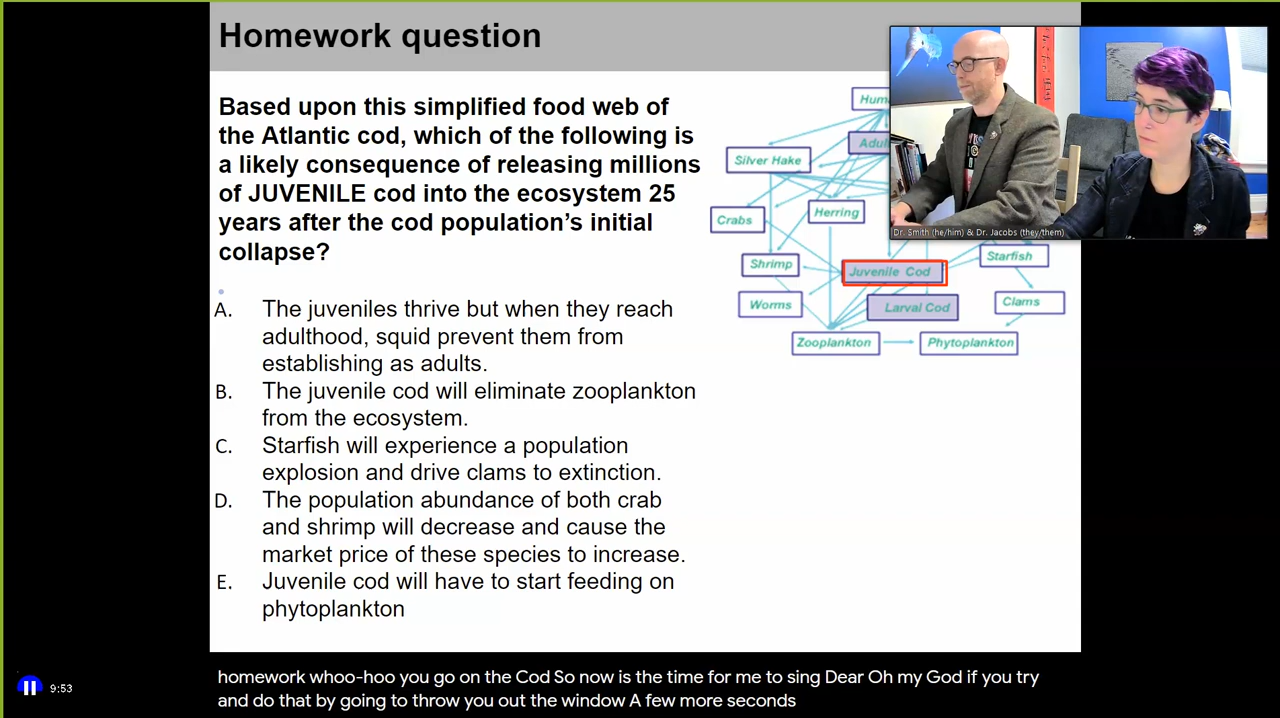 Homework question
Based upon this simplified food web of
the Atlantic cod, which of the following is
a likely consequence of releasing millions
of JUVENILE cod into the ecosystem 25
years after the cod population’s initial
collapse?
A. The juveniles thrive but when they reach
adulthood, squid prevent them from
establishing as adults.
B. The juvenile cod will eliminate zooplankton
from the ecosystem.
C. Starfish will experience a population
explosion and drive clams to extinction.
D. The population abundance of both crab
and shrimp will decrease and cause the
market price of these species to increase.
E. Juvenile cod will have to start feeding on
phytoplankton
Silver Hake
Crabs
Herring
Shrimp
Juvenile Cod
Starfish
Worms
Larval Cod
Clams
Zooplankton
Phytoplankton
Dr. Smith (he/him) & Dr. Jacobs (they/them)
homework whoo-hoo you go on the Cod So now is the time for me to sing Dear Oh my God if you try
and do that by going to throw you out the window A few more seconds
9:53